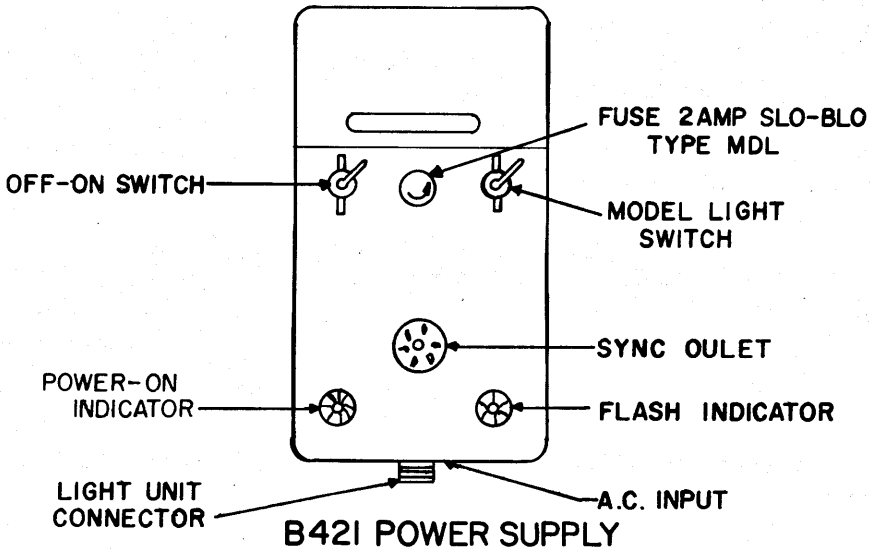 FUSE 2AMP SLO-BLO
TYPE MDL
OFF-ON SWITCH
MODEL LIGHT
SWITCH
SYNC OULET
POWER-ON
INDICATOR
FLASH INDICATOR
LIGHT UNIT
CONNECTOR
A.C. INPUT
B421 POWER SUPPLY